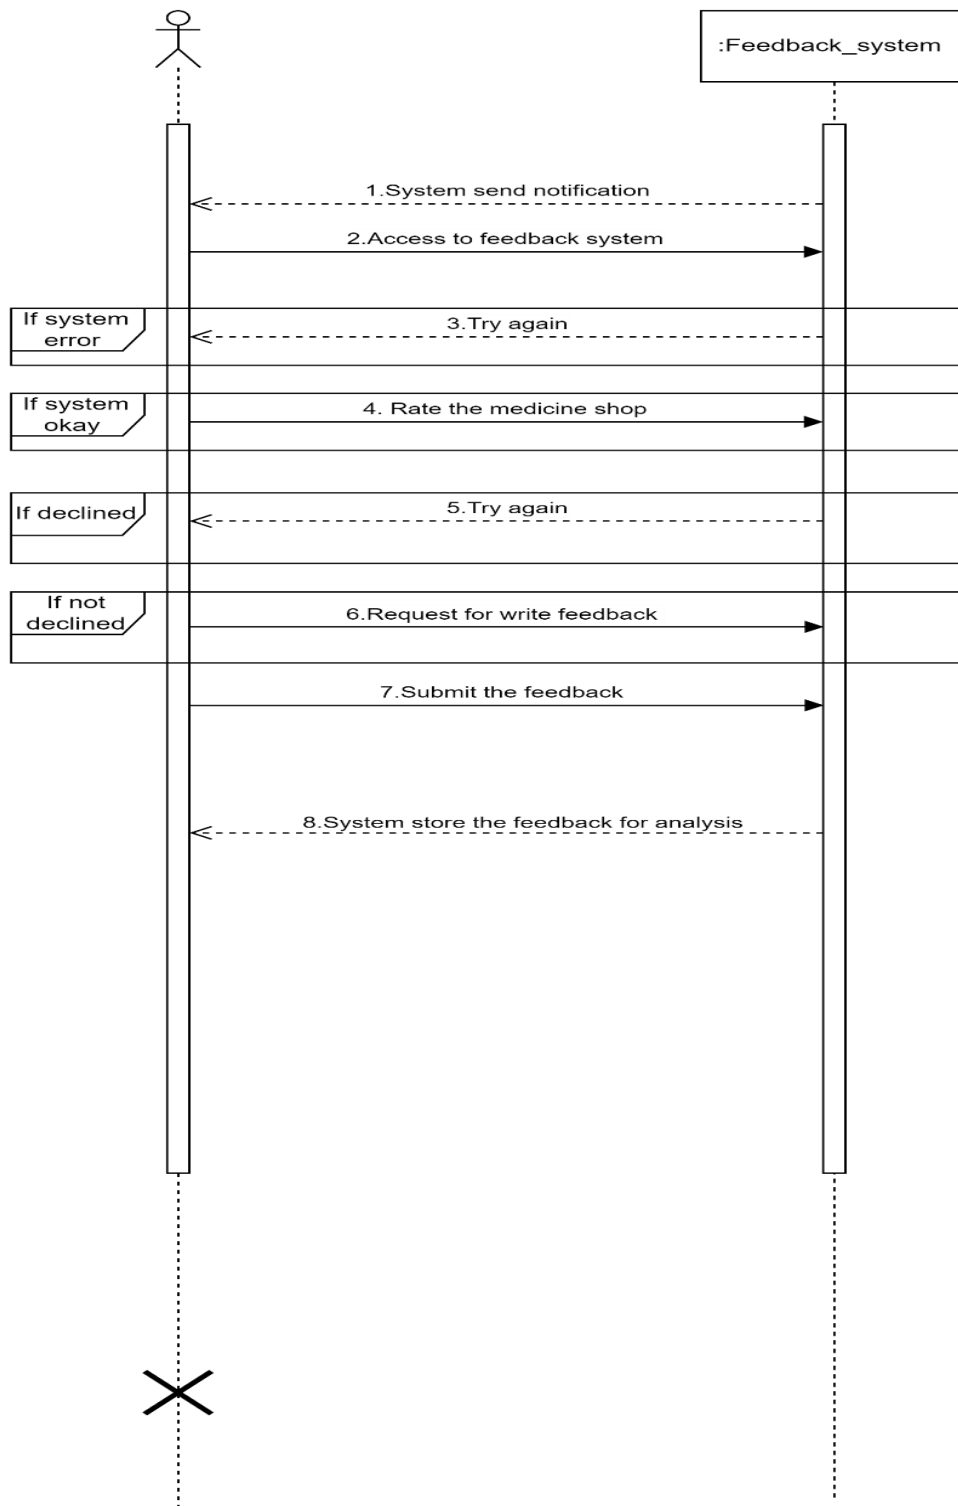 :Feedback_system
1.System send notification
2.Access to feedback system
If system
error
3.Try again
If system
okay
4. Rate the medicine shop
If declined
5.Try again
If not
declined
6.Request for write feedback
7.Submit the feedback
8.System store the feedback for analysis